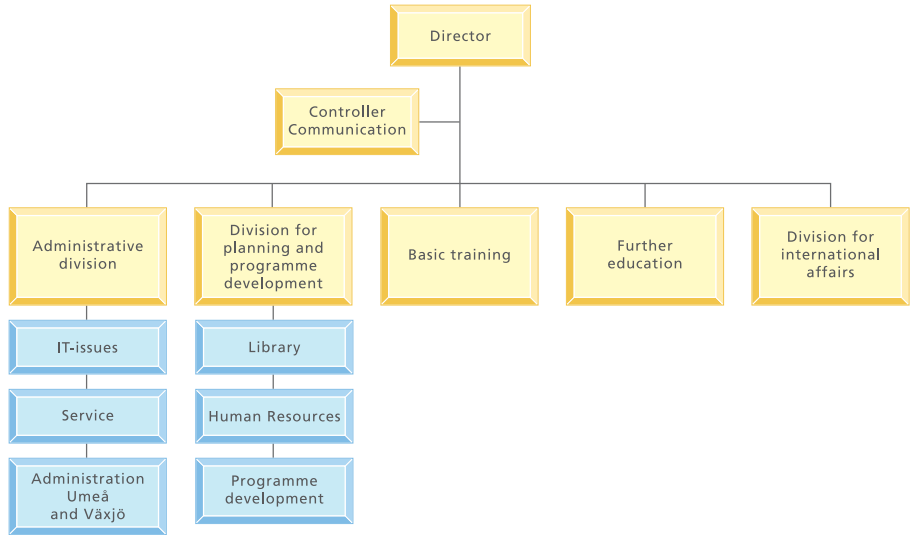 Director
Controller
Communication
Administrative
division
Division for
planning and
programme
development
Basic training
Further
education
Division for
international
affairs
IT-issues
Library
Service
Human Resources
Administration
Umeå
and Växjö
Programme
development